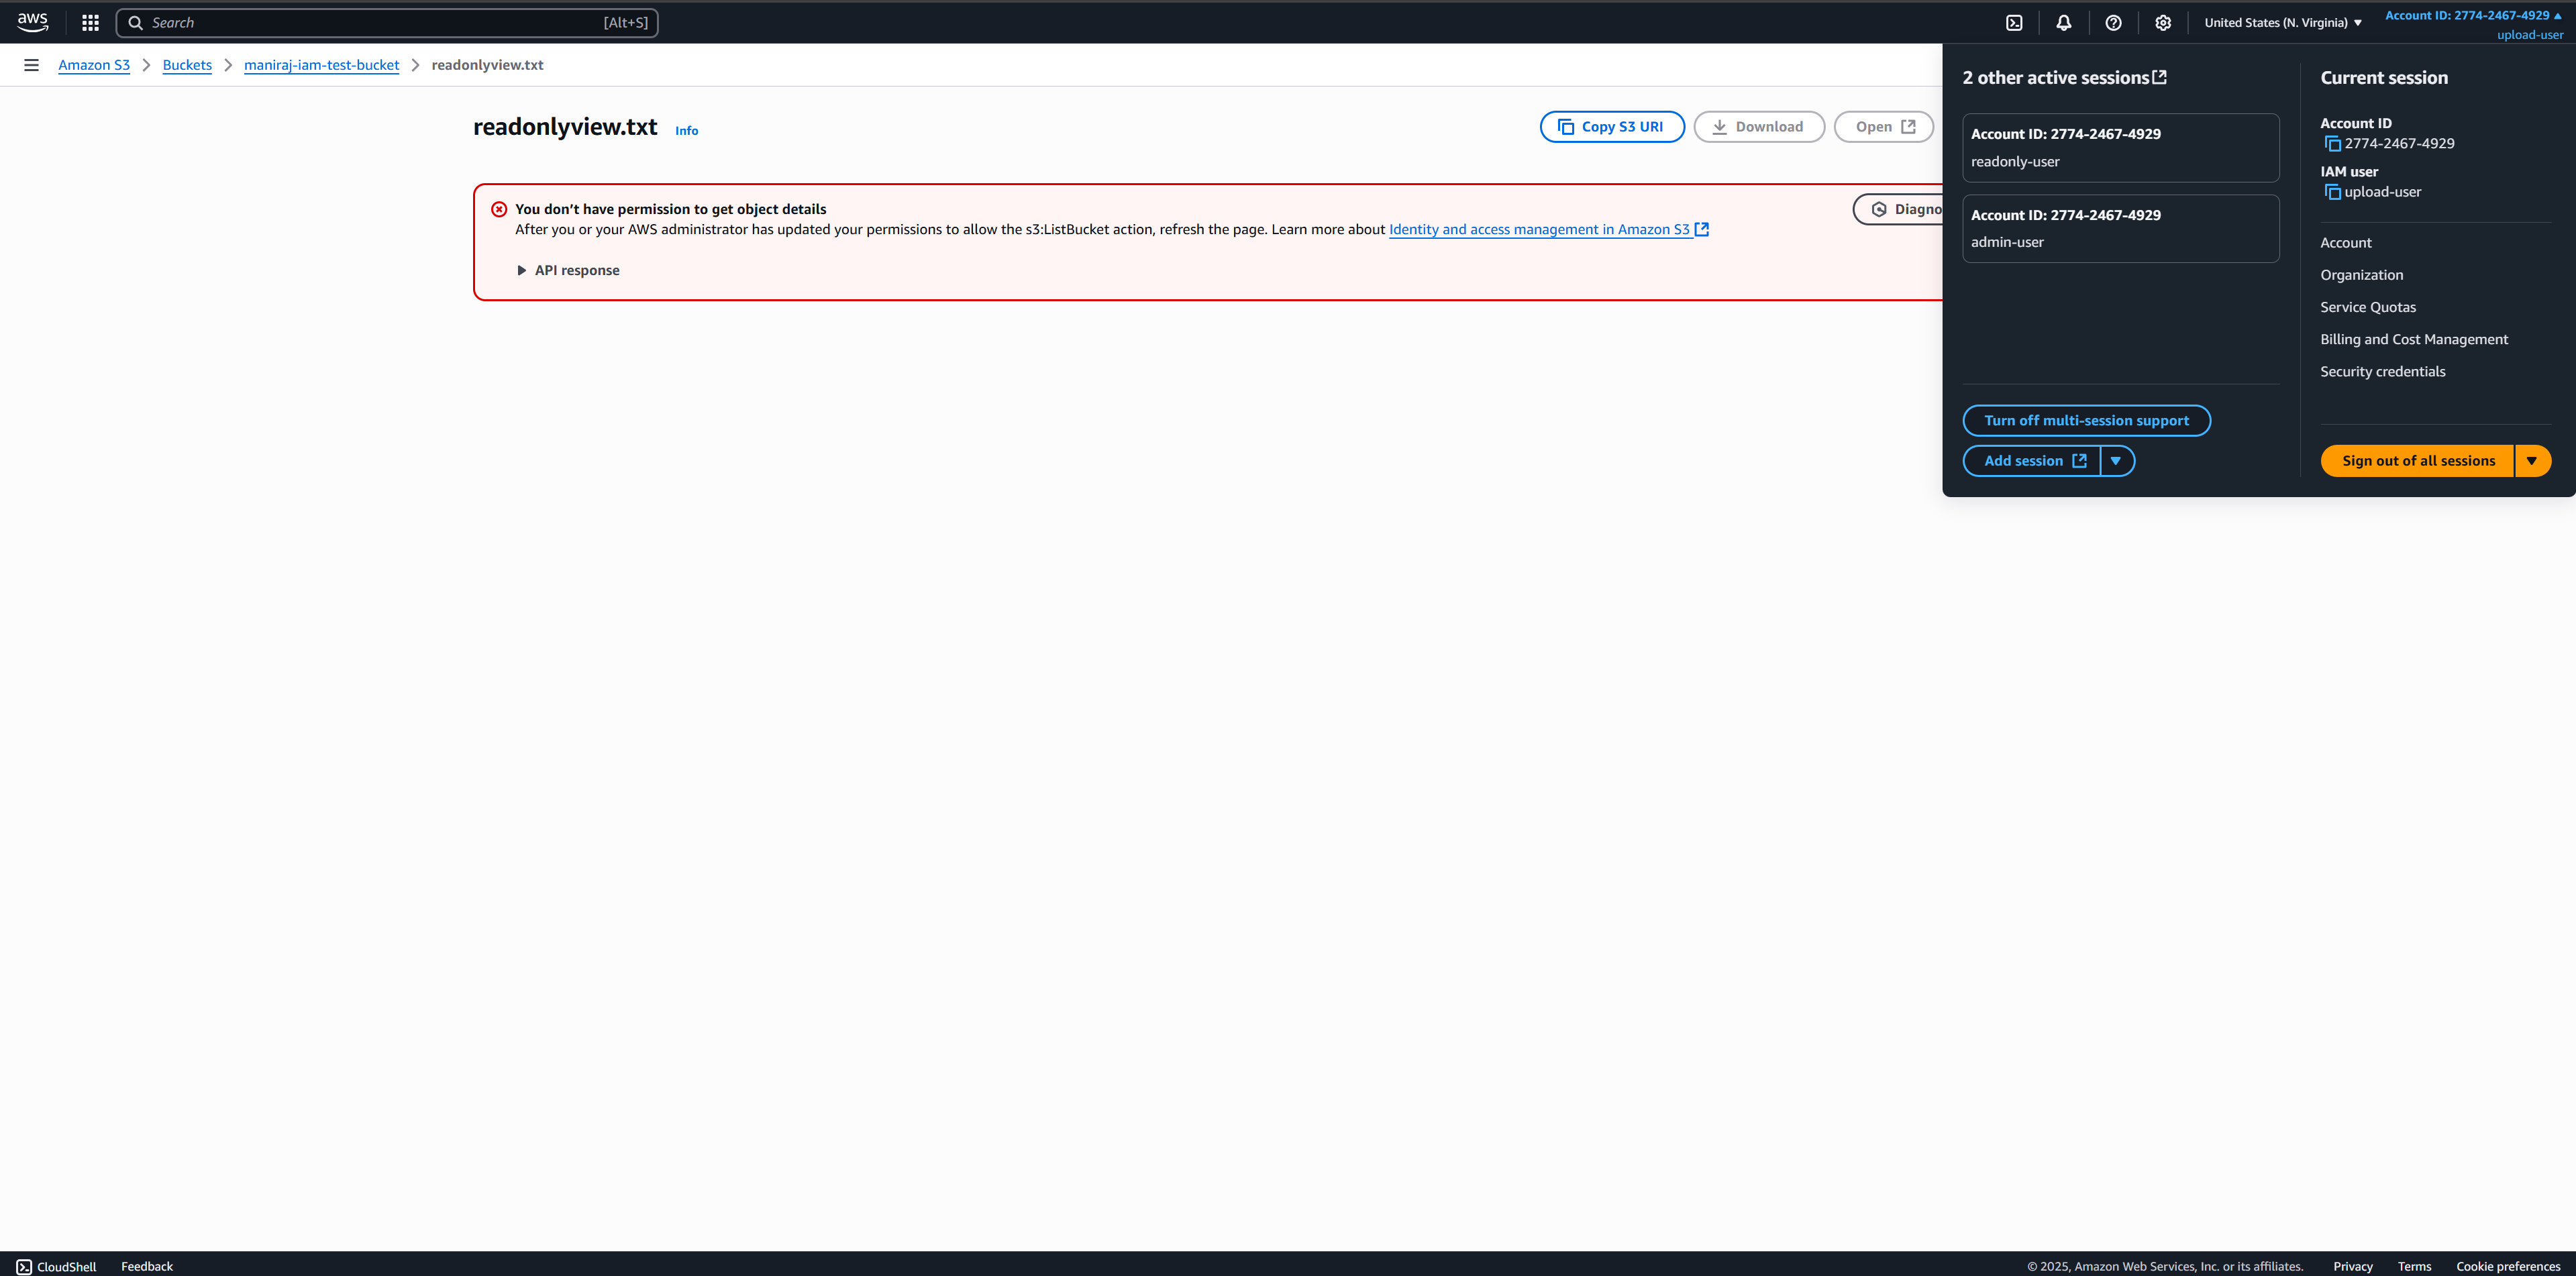 aws
Search [Alt+S]
United States (N. Virginia)
Account ID: 2774-2467-4929
upload-user
Amazon S3 Buckets maniraj-iam-test-bucket readonlyview.txt
readonlyview.txt Info
Copy S3 URI Download Open
You don’t have permission to get object details
After you or your AWS administrator has updated your permissions to allow the s3:ListBucket action, refresh the page. Learn more about Identity and access management in Amazon S3
Diagno
API response
2 other active sessions
Account ID: 2774-2467-4929
readonly-user
Account ID: 2774-2467-4929
admin-user
Turn off multi-session support
Add session
Current session
Account ID
2774-2467-4929
IAM user
upload-user
Account
Organization
Service Quotas
Billing and Cost Management
Security credentials
Sign out of all sessions
CloudShell Feedback
© 2025, Amazon Web Services, Inc. or its affiliates. Privacy Terms Cookie preferences